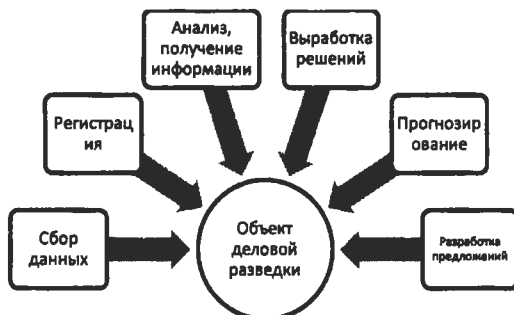 Анализ,
получение
информации
Выработка
решений
Регистрац
ия
Прогнозир
ование
Сбор
данных
Объект
деловой
разведки
Разработка
предложений